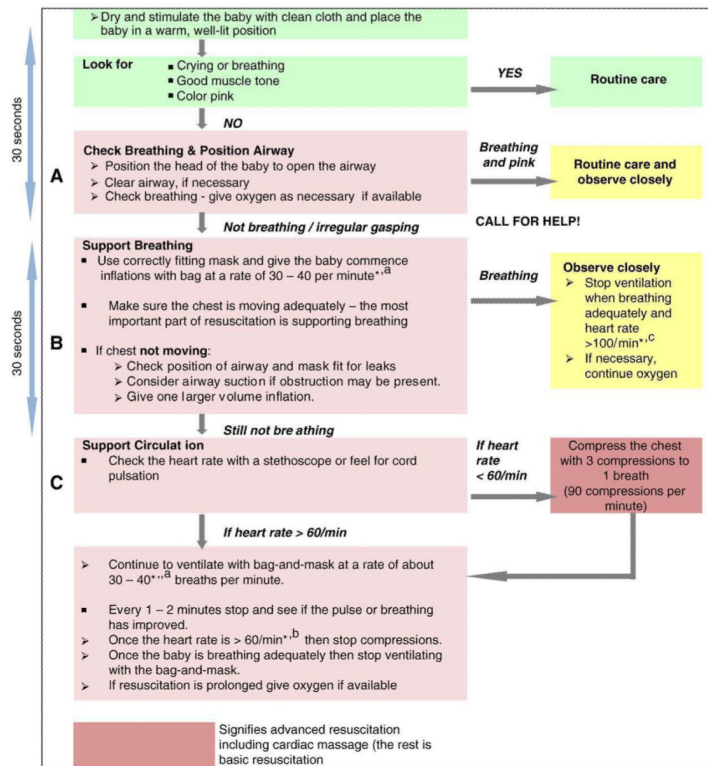 ➢Dry and stimulate the baby with clean cloth and place the
baby in a warm, well-lit position
Look for
▪ Crying or breathing
▪ Good muscle tone
▪ Color pink
YES
Routine care
30 seconds
NO
A
Check Breathing & Position Airway
➢ Position the head of the baby to open the airway
➢ Clear airway, if necessary
➢ Check breathing - give oxygen as necessary if available
Breathing
and pink
Routine care and
observe closely
Not breathing / irregular gasping
CALL FOR HELP!
30 seconds
B
Support Breathing
▪ Use correctly fitting mask and give the baby commence
inflations with bag at a rate of 30 – 40 per minute*,a
▪ Make sure the chest is moving adequately – the most
important part of resuscitation is supporting breathing
▪ If chest not moving:
➢ Check position of airway and mask fit for leaks
➢ Consider airway suction if obstruction may be present.
➢ Give one larger volume inflation.
Breathing
Observe closely
➢ Stop ventilation
when breathing
adequately and
heart rate
>100/min*,c
➢ If necessary,
continue oxygen
Still not bre athing
C
Support Circulat ion
▪ Check the heart rate with a stethoscope or feel for cord
pulsation
If heart
rate
< 60/min
Compress the chest
with 3 compressions to
1 breath
(90 compressions per
minute)
If heart rate > 60/min
➢ Continue to ventilate with bag-and-mask at a rate of about
30 – 40*,,a breaths per minute.
▪ Every 1 – 2 minutes stop and see if the pulse or breathing
has improved.
➢ Once the heart rate is > 60/min*,b then stop compressions.
➢ Once the baby is breathing adequately then stop ventilating
with the bag-and-mask.
➢ If resuscitation is prolonged give oxygen if available
Signifies advanced resuscitation
including cardiac massage (the rest is
basic resuscitation